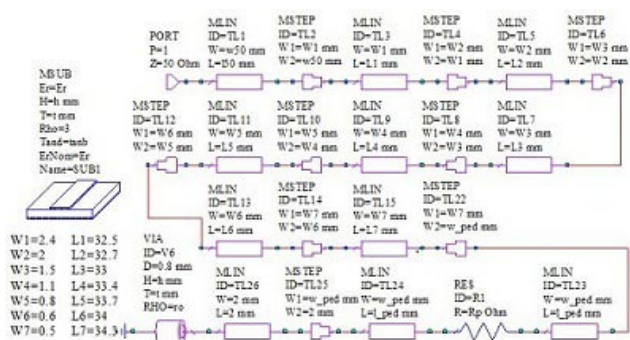 PORT
P=1
Z=50 Ohm
MLIN
ID=TL1
W=w50 mm
L=l50 mm
MSTEP
ID=TL2
W1=W1 mm
W2=w50 mm
MLIN
ID=TL3
W=W1 mm
L=L1 mm
MSTEP
ID=TL4
W1=W2 mm
W2=W1 mm
MLIN
ID=TL5
W=W2 mm
L=L2 mm
MSTEP
ID=TL6
W1=W3 mm
W2=W2 mm
MSUB
Er=Er
H=h mm
T=t mm
Rho=3
Tand=tanb
ErNom=Er
Name=SUB1
MSTEP
ID=TL12
W1=W6 mm
W2=W5 mm
MLIN
ID=TL11
W=W5 mm
L=L5 mm
MSTEP
ID=TL10
W1=W5 mm
W2=W4 mm
MLIN
ID=TL9
W=W4 mm
L=L4 mm
MSTEP
ID=TL8
W1=W4 mm
W2=W3 mm
MLIN
ID=TL7
W=W3 mm
L=L3 mm
MLIN
ID=TL13
W=W6 mm
L=L6 mm
MSTEP
ID=TL14
W1=W7 mm
W2=W6 mm
MLIN
ID=TL15
W=W7 mm
L=L7 mm
MSTEP
ID=TL22
W1=W7 mm
W2=w_ped mm
W1=2.4 L1=32.5
W2=2 L2=32.7
W3=1.5 L3=33
W4=1.1 L4=33.4
W5=0.8 L5=33.7
W6=0.6 L6=34
W7=0.5 L7=34.3
VIA
ID=V6
D=0.8 mm
H=h mm
T=t mm
RHO=ro
MLIN
ID=TL26
W=2 mm
L=2 mm
MSTEP
ID=TL25
W1=w_ped mm
W2=2 mm
MLIN
ID=TL24
W=w_ped mm
L=l_ped mm
RES
ID=R1
R=Rp Ohm
MLIN
ID=TL23
W=w_ped mm
L=l_ped mm